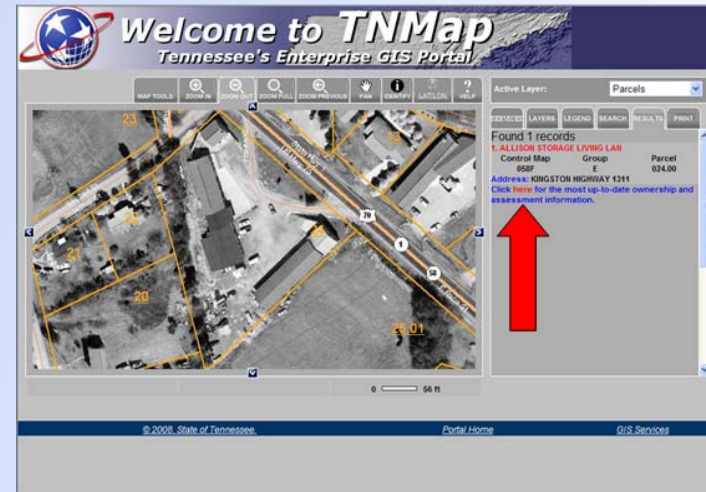 Welcome to TNMap
Tennessee's Enterprise GIS Portal
MAP TOOLS ZOOM IN ZOOM OUT ZOOM FULL ZOOM PREVIOUS PAN IDENTIFY LAT/LON HELP
Active Layer: Parcels
LAYERS LEGEND SEARCH RESULTS PRINT
Found 1 records
1. ALLISON STORAGE LIVING LAN
Control Map Group Parcel
058F E 024.00
Address: KINGSTON HIGHWAY 1311
Click here for the most up-to-date ownership and
assessment information.
23
13
70
22
1
21
58
20
25.01
0 56 ft
© 2008. State of Tennessee. Portal Home GIS Services